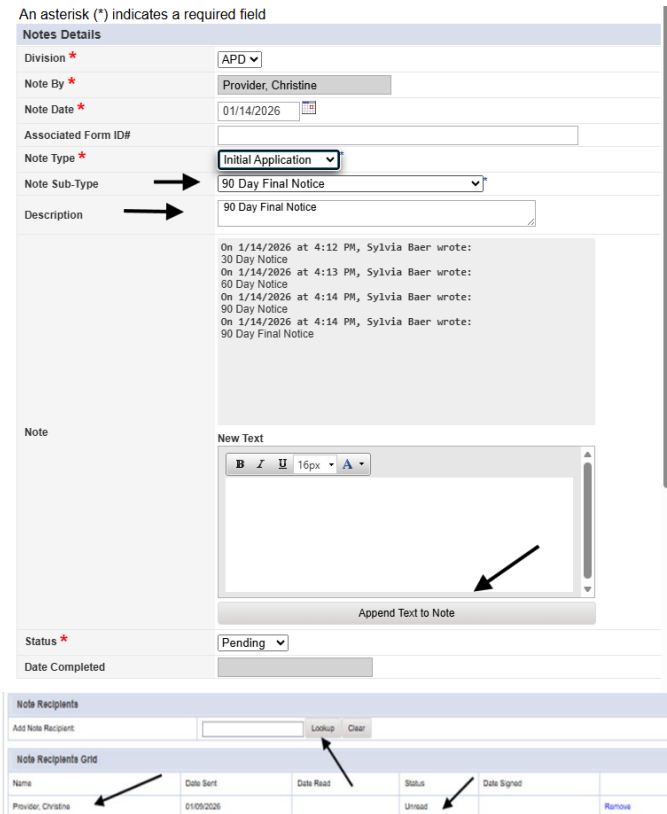 An asterisk (*) indicates a required field
Notes Details
Division * APD
Note By * Provider, Christine
Note Date * 01/14/2026
Associated Form ID#
Note Type * Initial Application *
Note Sub-Type 90 Day Final Notice *
Description 90 Day Final Notice
On 1/14/2026 at 4:12 PM, Sylvia Baer wrote:
30 Day Notice
On 1/14/2026 at 4:13 PM, Sylvia Baer wrote:
60 Day Notice
On 1/14/2026 at 4:14 PM, Sylvia Baer wrote:
90 Day Notice
On 1/14/2026 at 4:14 PM, Sylvia Baer wrote:
90 Day Final Notice
Note
New Text
B I U 16px A
Append Text to Note
Status * Pending
Date Completed
Note Recipients
Add Note Recipient: Lookup Clear
Note Recipients Grid
Name Date Sent Date Read Status Date Signed
Provider, Christine 01/09/2026 Unread Remove